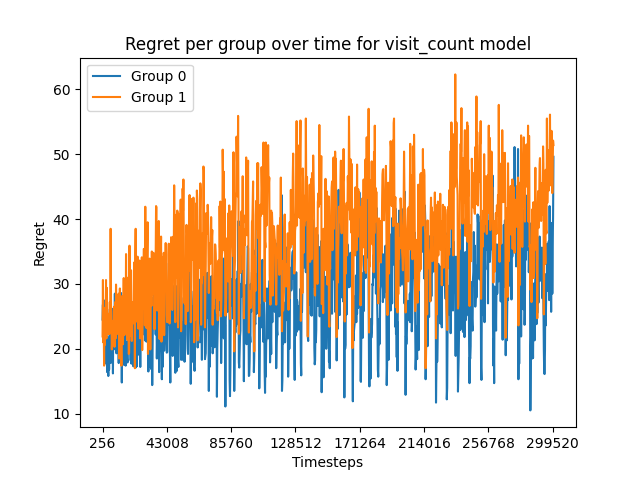 Regret per group over time for visit_count model
Group 0
Group 1
60
50
40
30
20
10
Regret
256 43008 85760 128512 171264 214016 256768 299520
Timesteps